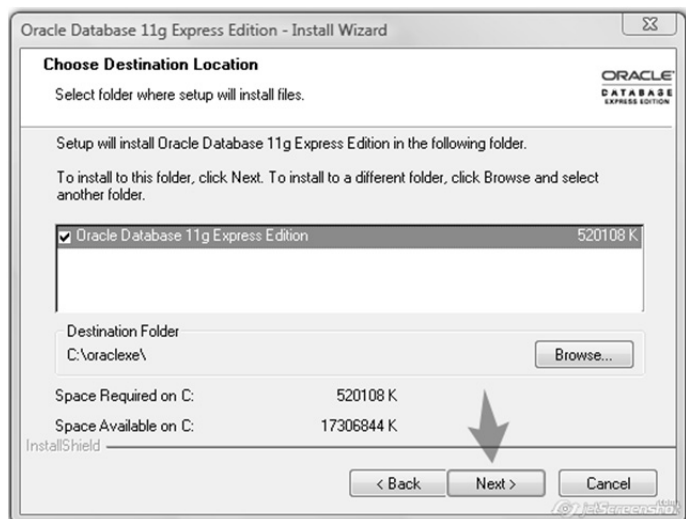 Oracle Database 11g Express Edition - Install Wizard
Choose Destination Location
Select folder where setup will install files.
ORACLE
DATABASE
EXPRESS EDITION
Setup will install Oracle Database 11g Express Edition in the following folder.
To install to this folder, click Next. To install to a different folder, click Browse and select
another folder.
Oracle Database 11g Express Edition 520108 K
Destination Folder
C:\oraclexe\
Browse...
Space Required on C: 520108 K
Space Available on C: 17306844 K
InstallShield
< Back
Next >
Cancel
jetScreenshot